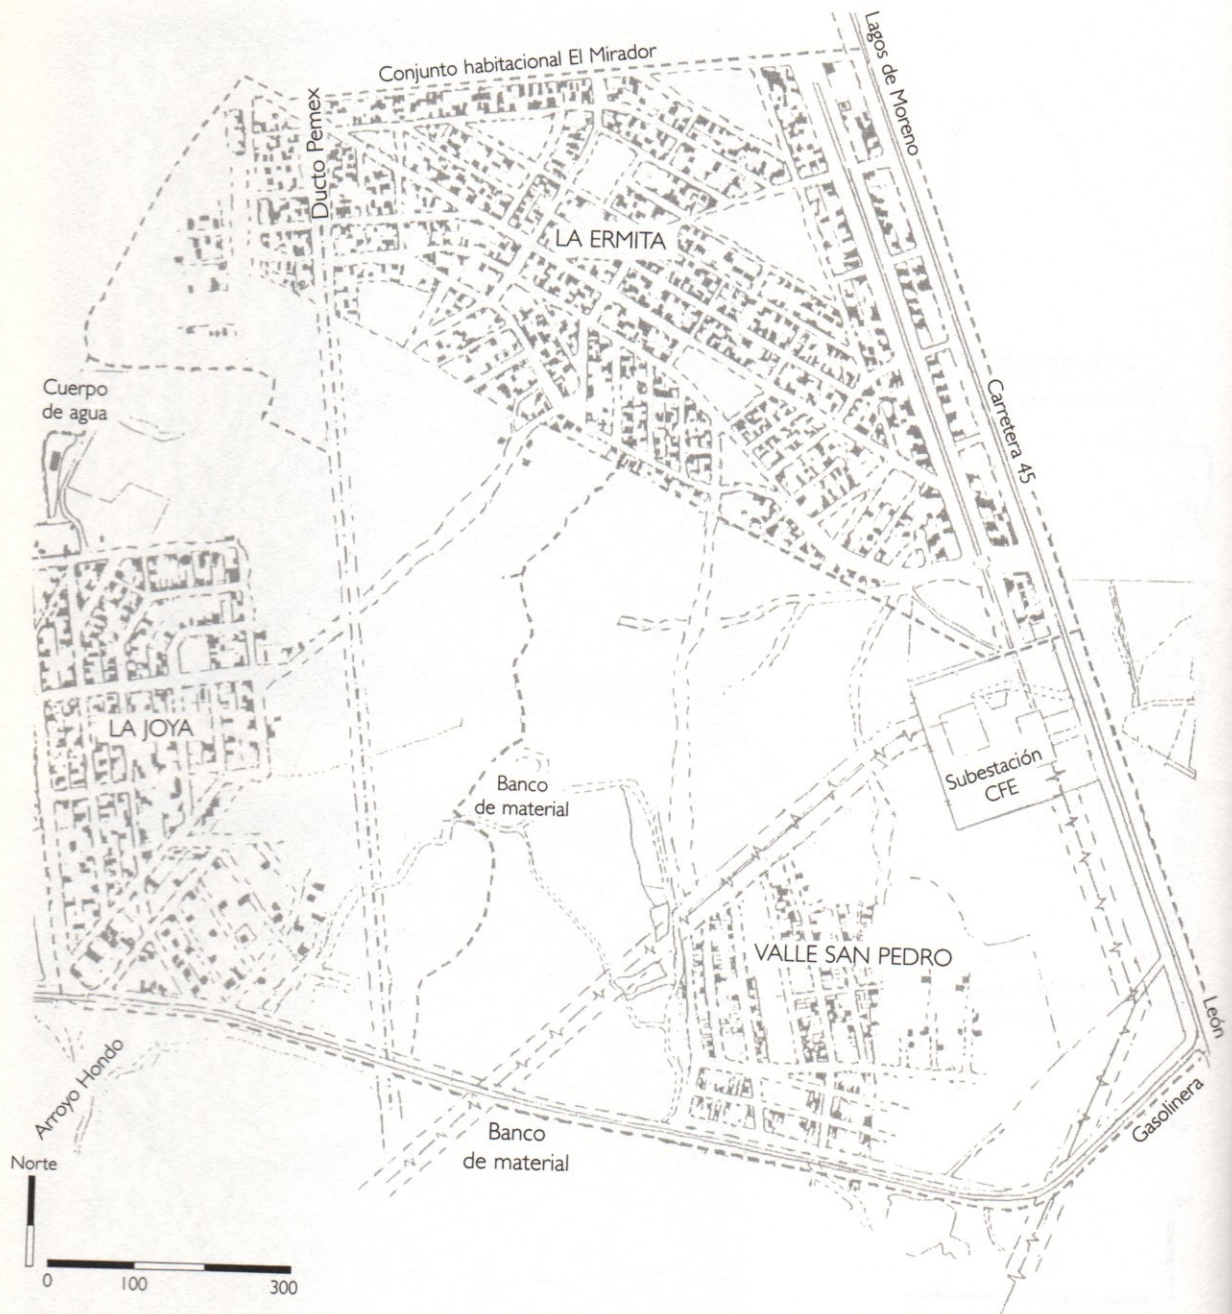 Conjunto habitacional El Mirador
Lagos de Moreno
Ducto Pemex
LA ERMITA
Cuerpo
de agua
Carretera 45
LA JOYA
Banco
de material
Subestación
CFE
VALLE SAN PEDRO
León
Gasolinera
Arroyo Hondo
Banco
de material
Norte
0 100 300